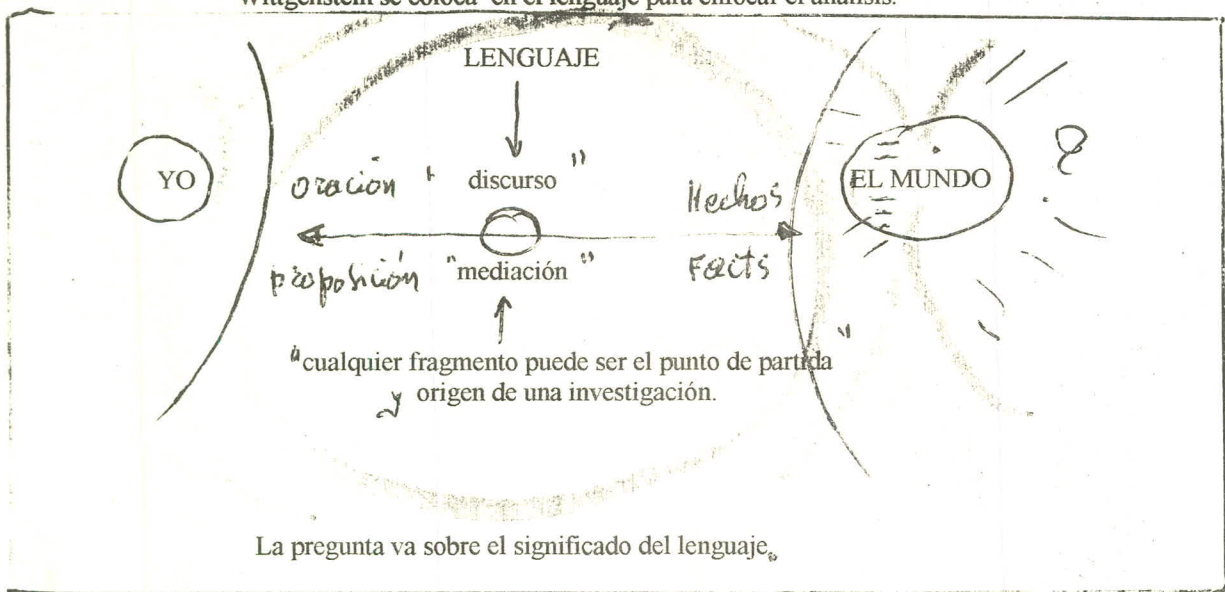 Wittgenstein se coloca en el lenguaje para enfocar el análisis.
LENGUAJE
YO
oración " discurso "
Hechos
EL MUNDO
?
proposición "mediación"
Facts
"cualquier fragmento puede ser el punto de partida"
y origen de una investigación.
La pregunta va sobre el significado del lenguaje.